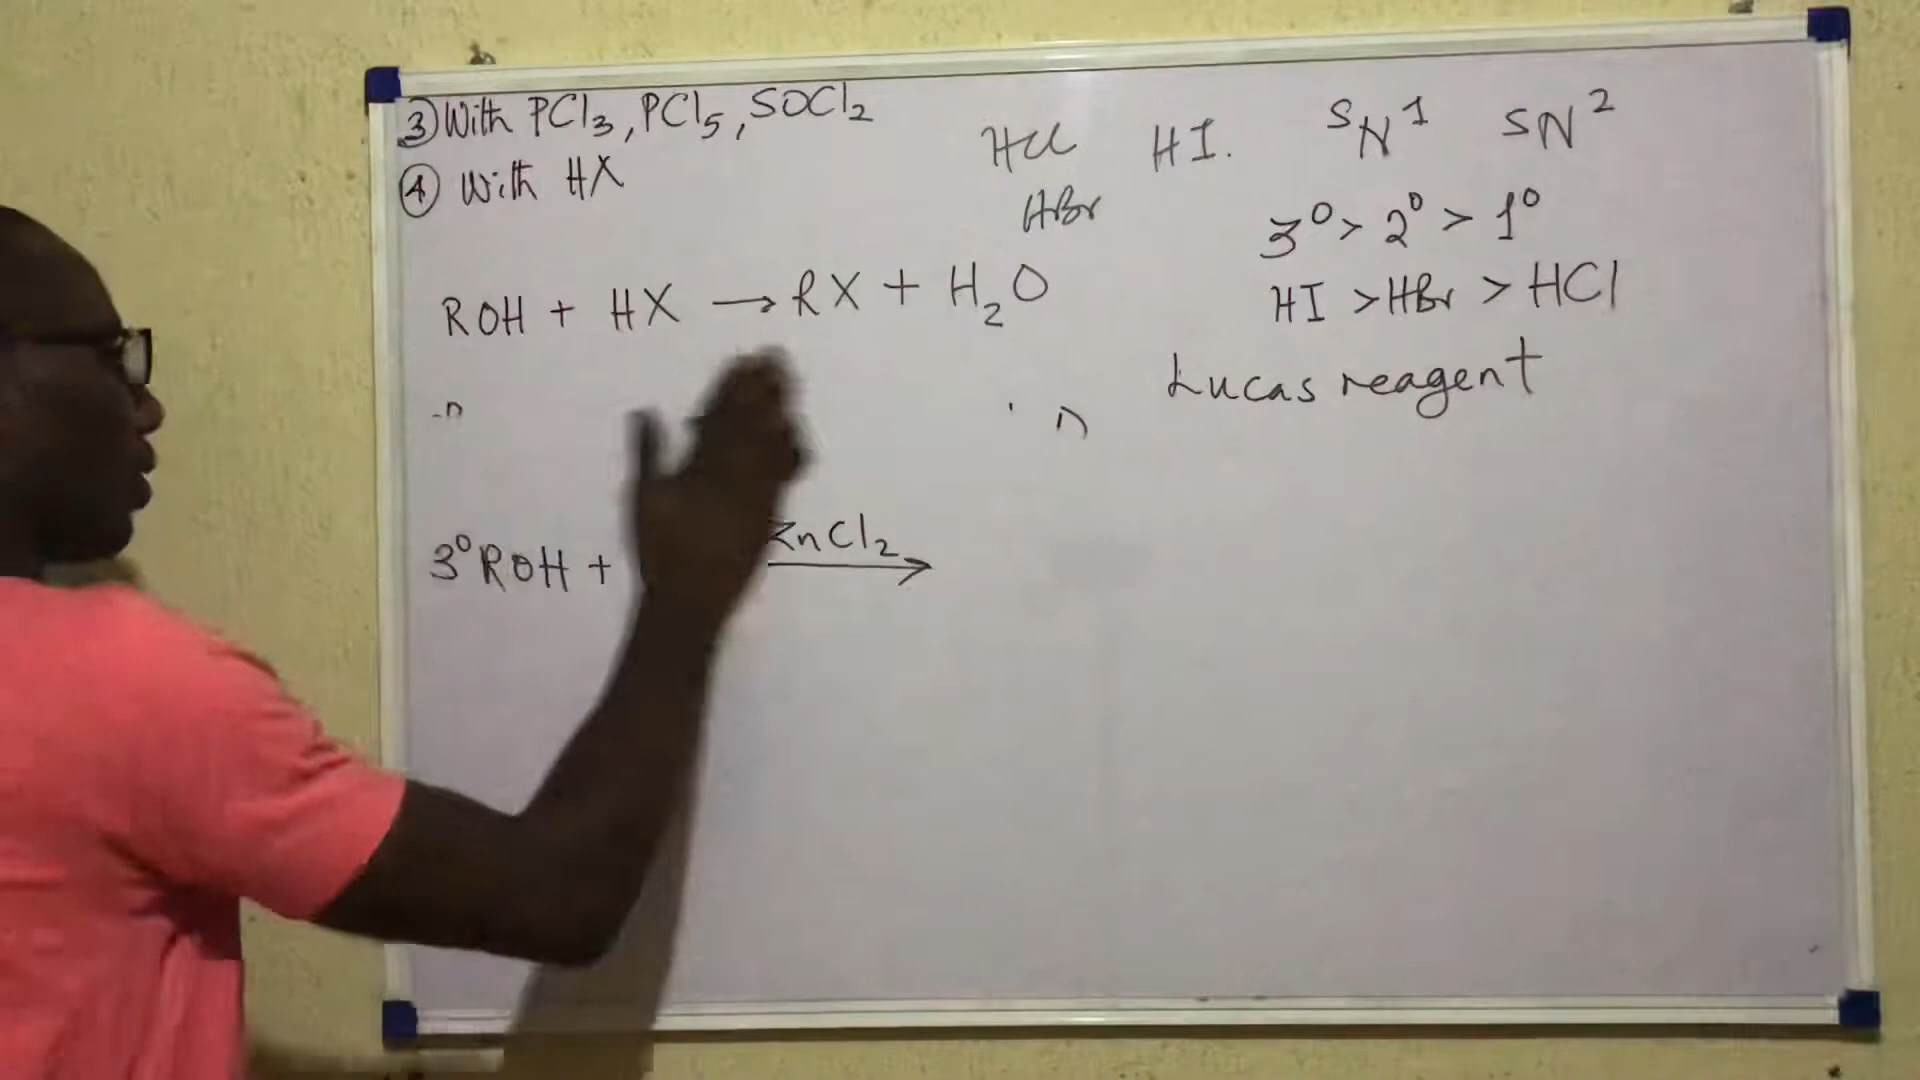 ③ With PCl3, PCl5, SOCl2
④ With HX
HCl HI. SN1 SN2
HBr
3° > 2° > 1°
ROH + HX → RX + H2O
HI > HBr > HCl
Lucas reagent
3°ROH + ZnCl2 →